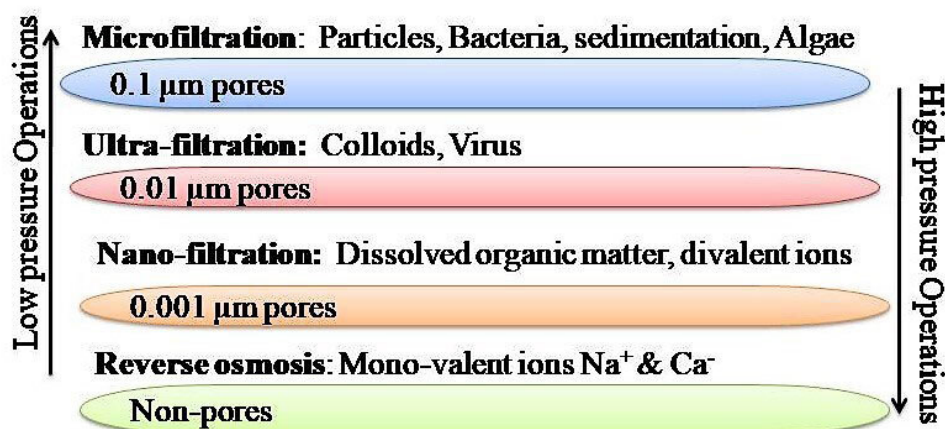 Low pressure Operations
Microfiltration: Particles, Bacteria, sedimentation, Algae
0.1 µm pores
Ultra-filtration: Colloids, Virus
0.01 µm pores
Nano-filtration: Dissolved organic matter, divalent ions
0.001 µm pores
Reverse osmosis: Mono-valent ions Na⁺ & Ca⁻
Non-pores
High pressure Operations